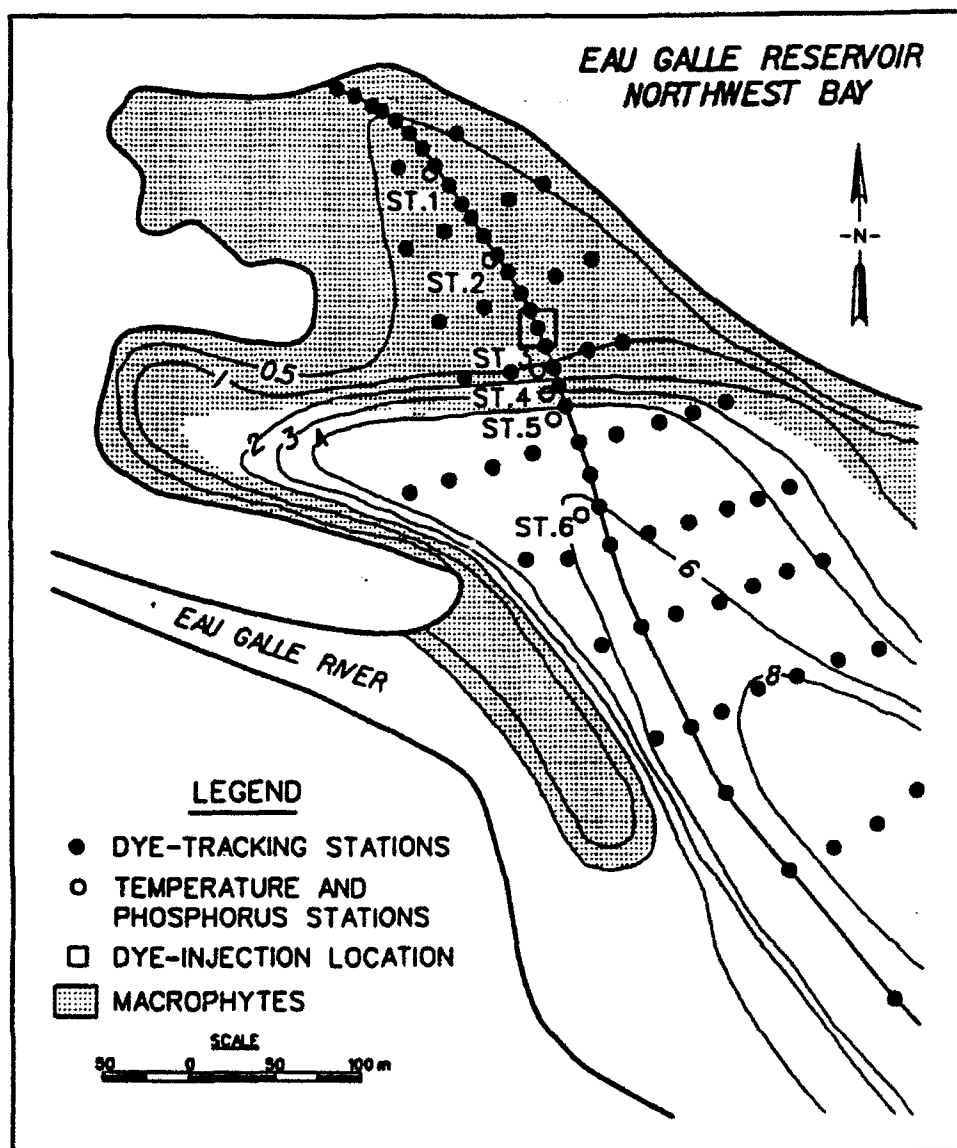 EAU GALLE RESERVOIR
NORTHWEST BAY
-N-
ST.1
ST.2
ST.3
ST.4
ST.5
ST.6
0.5
1
2
3
4
6
8
EAU GALLE RIVER
LEGEND
DYE-TRACKING STATIONS
TEMPERATURE AND
PHOSPHORUS STATIONS
DYE-INJECTION LOCATION
MACROPHYTES
SCALE
50 0 50 100 m